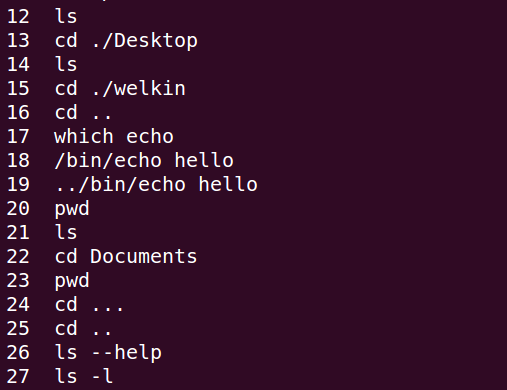 12 ls
13 cd ./Desktop
14 ls
15 cd ./welkin
16 cd ..
17 which echo
18 /bin/echo hello
19 ../bin/echo hello
20 pwd
21 ls
22 cd Documents
23 pwd
24 cd ...
25 cd ..
26 ls --help
27 ls -l